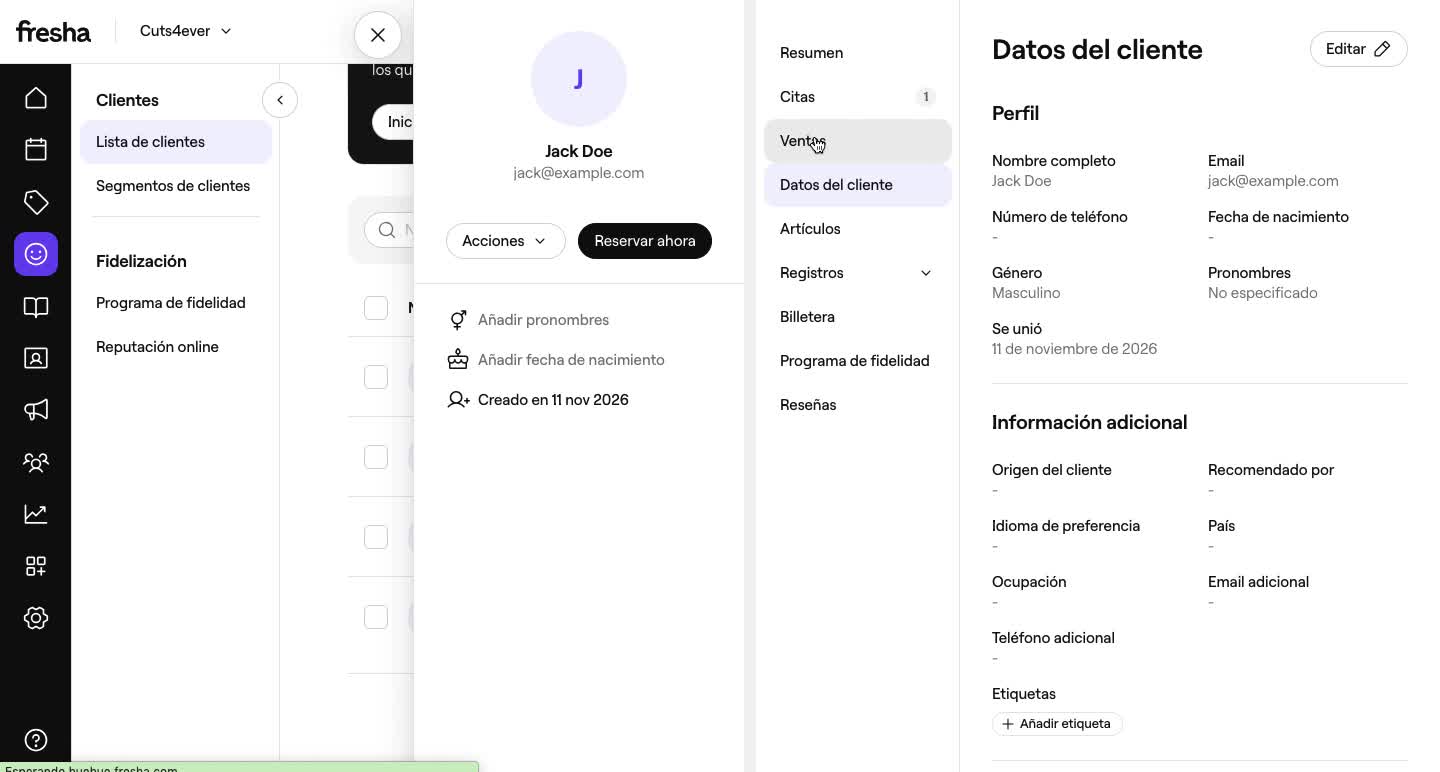 fresha
Cuts4ever
los qu
Inic
Clientes
Lista de clientes
Segmentos de clientes
Fidelización
Programa de fidelidad
Reputación online
J
Jack Doe
jack@example.com
Acciones
Reservar ahora
Añadir pronombres
Añadir fecha de nacimiento
Creado en 11 nov 2026
Resumen
Citas 1
Ventas
Datos del cliente
Artículos
Registros
Billetera
Programa de fidelidad
Reseñas
Datos del cliente
Editar
Perfil
Nombre completo
Jack Doe
Email
jack@example.com
Número de teléfono
-
Fecha de nacimiento
-
Género
Masculino
Pronombres
No especificado
Se unió
11 de noviembre de 2026
Información adicional
Origen del cliente
-
Recomendado por
-
Idioma de preferencia
-
País
-
Ocupación
-
Email adicional
-
Teléfono adicional
-
Etiquetas
+ Añadir etiqueta